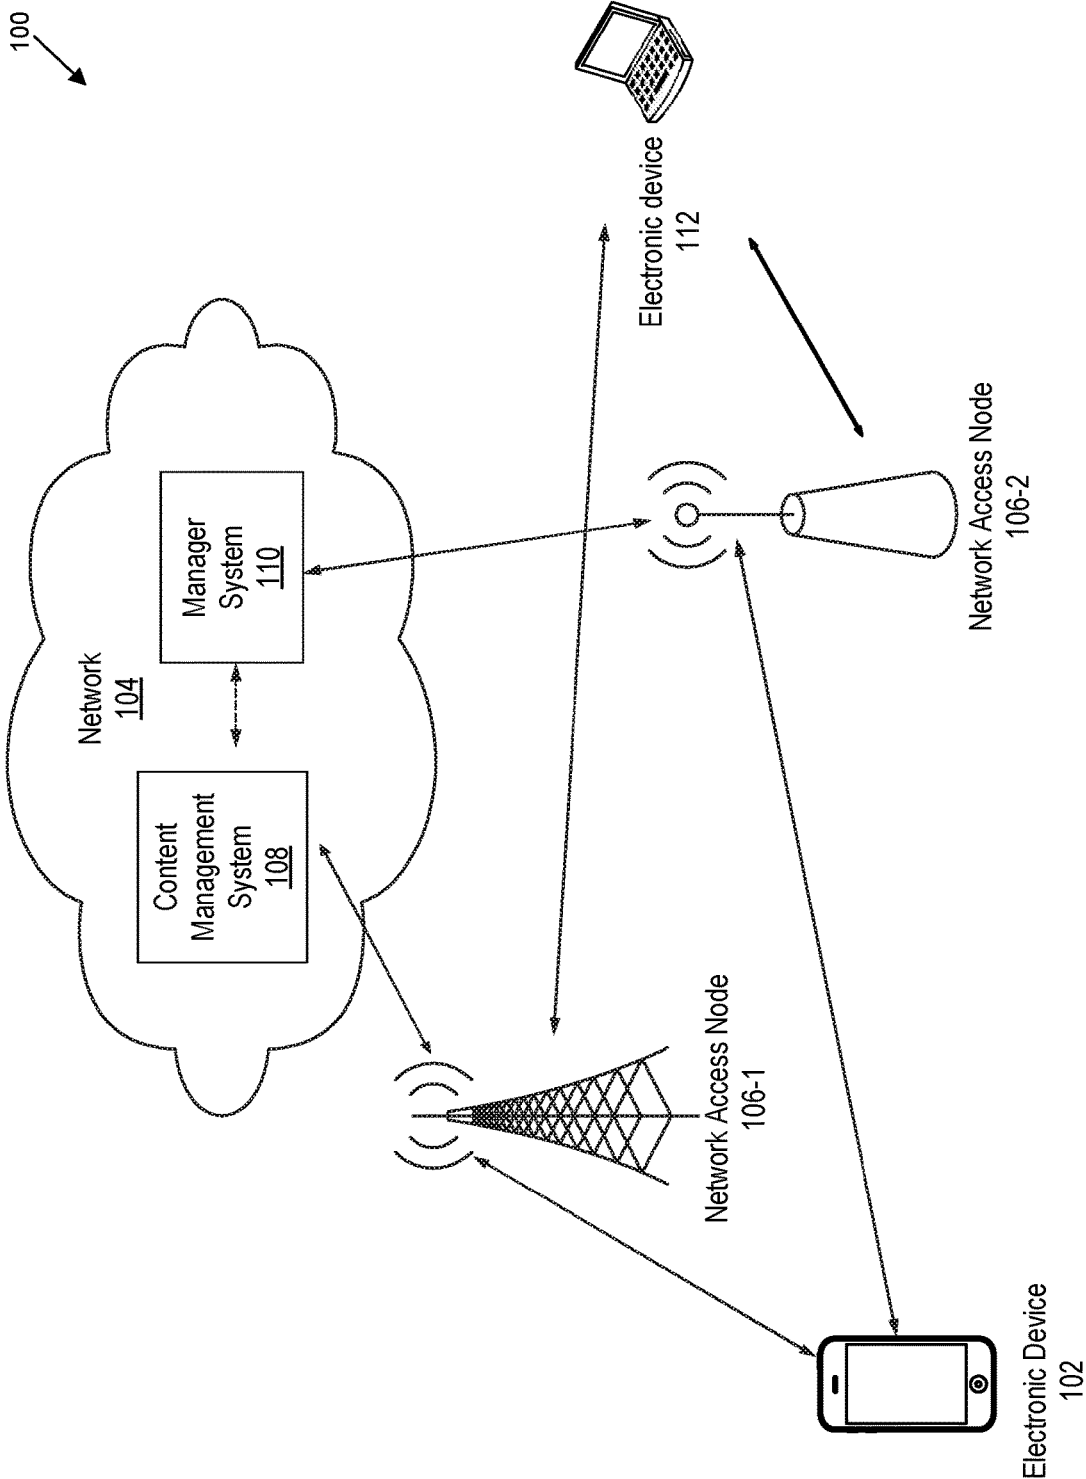 100
Network
104
Content
Management
System
108
Manager
System
110
Electronic device
112
Network Access Node
106-1
Network Access Node
106-2
Electronic Device
102